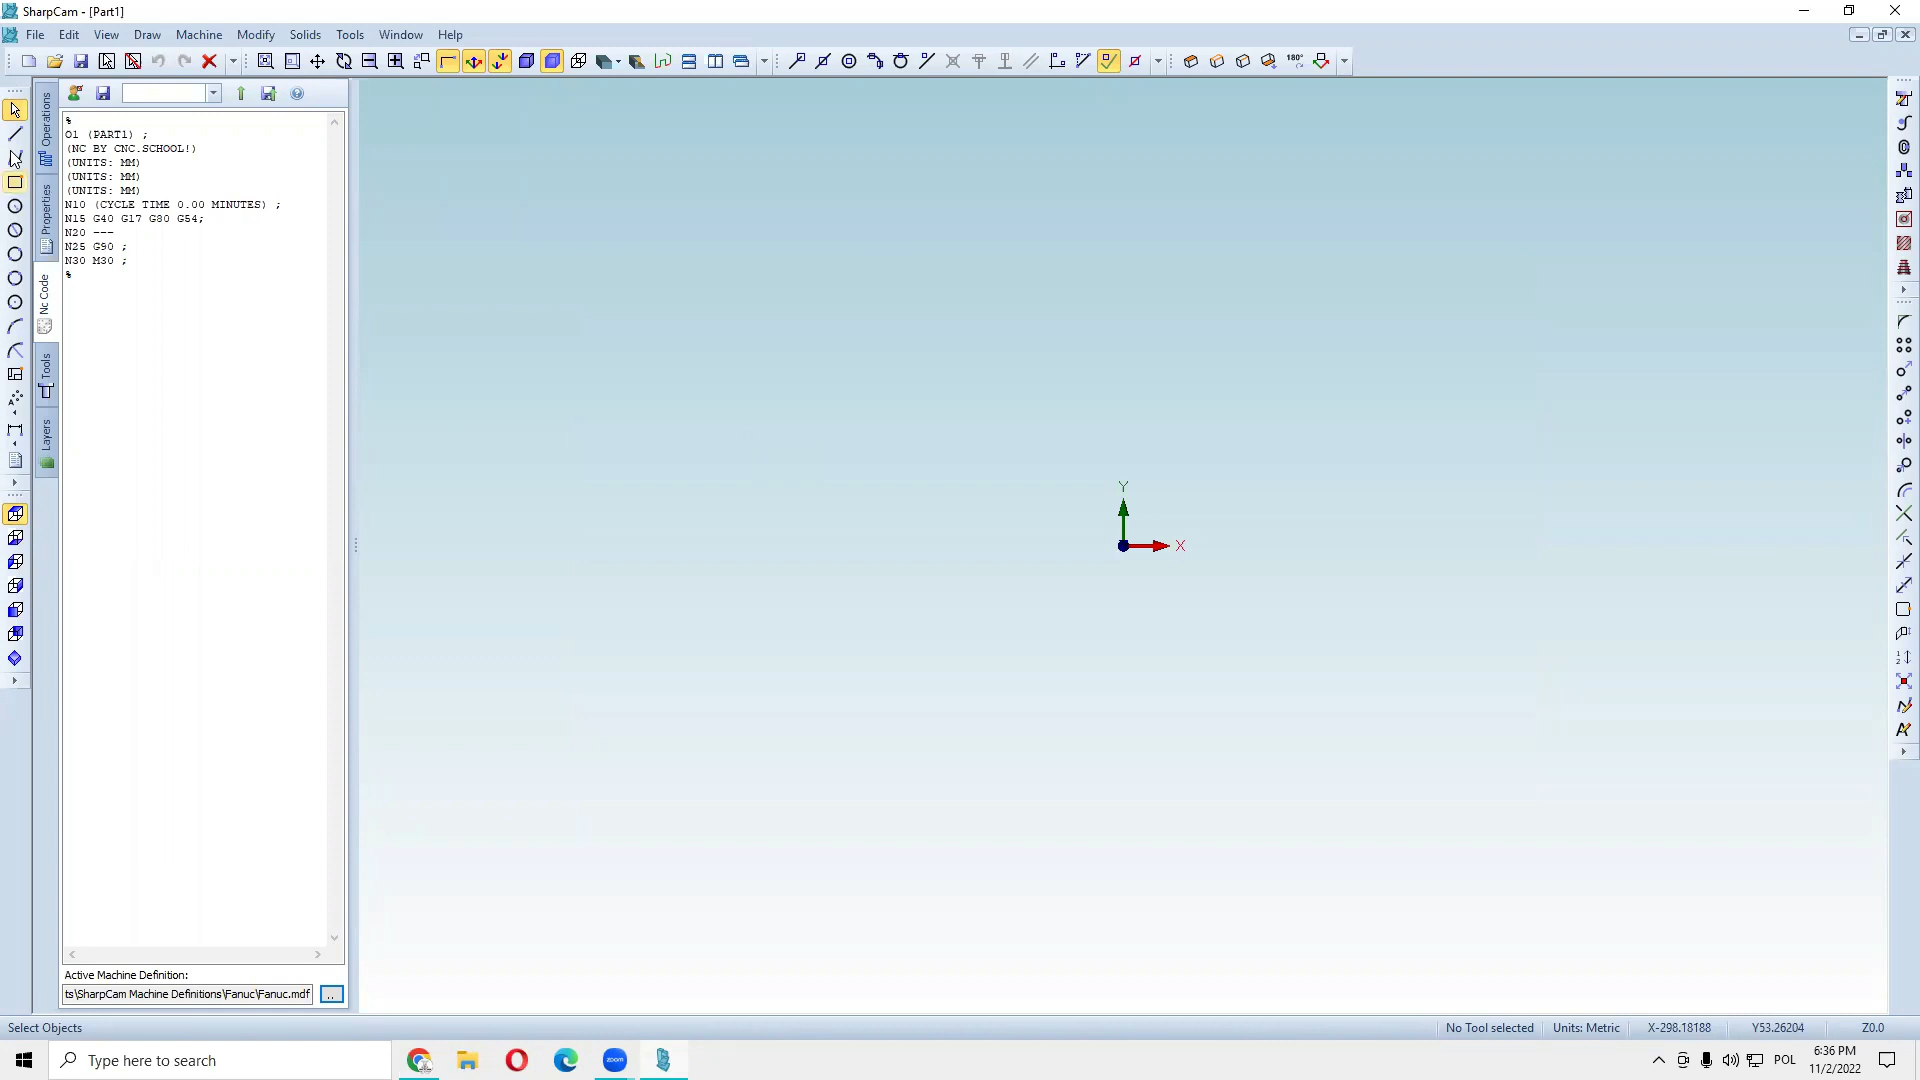 SharpCam - [Part1]
File Edit View Draw Machine Modify Solids Tools Window Help
180°
Operations
Properties
Nc Code
Tools
Layers
%
O1 (PART1) ;
(NC BY CNC.SCHOOL!)
(UNITS: MM)
(UNITS: MM)
(UNITS: MM)
N10 (CYCLE TIME 0.00 MINUTES) ;
N15 G40 G17 G80 G54;
N20 ---
N25 G90 ;
N30 M30 ;
%
Y
X
Active Machine Definition:
ts\SharpCam Machine Definitions\Fanuc\Fanuc.mdf
..
Select Objects
No Tool selected
Units: Metric
X-298.18188
Y53.26204
Z0.0
Type here to search
zoom
POL
6:36 PM
11/2/2022